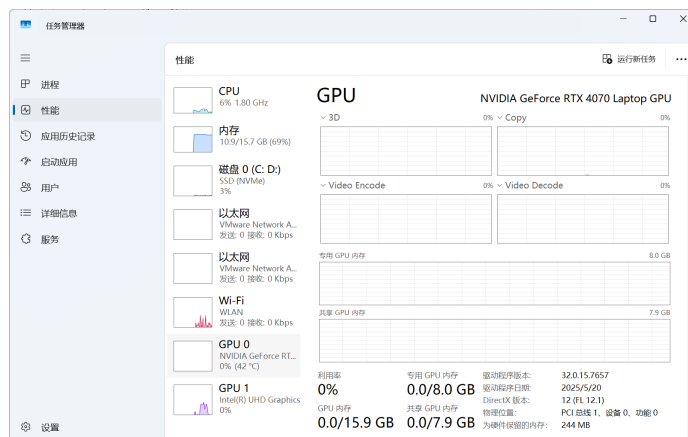 任务管理器
性能
运行新任务
进程
性能
应用历史记录
启动应用
用户
详细信息
服务
设置
CPU
6% 1.80 GHz
内存
10.9/15.7 GB (69%)
磁盘 0 (C: D:)
SSD (NVMe)
3%
以太网
VMware Network A...
发送: 0 接收: 0 Kbps
以太网
VMware Network A...
发送: 0 接收: 0 Kbps
Wi-Fi
WLAN
发送: 0 接收: 0 Kbps
GPU 0
NVIDIA GeForce RT...
0% (42 °C)
GPU 1
Intel(R) UHD Graphics
0%
GPU NVIDIA GeForce RTX 4070 Laptop GPU
3D 0% Copy 0%
Video Encode 0% Video Decode 0%
专用 GPU 内存 8.0 GB
共享 GPU 内存 7.9 GB
利用率 专用 GPU 内存
0% 0.0/8.0 GB
GPU 内存 共享 GPU 内存
0.0/15.9 GB 0.0/7.9 GB
驱动程序版本: 32.0.15.7657
驱动程序日期: 2025/5/20
DirectX 版本: 12 (FL 12.1)
物理位置: PCI 总线 1、设备 0、功能 0
为硬件保留的内存: 244 MB